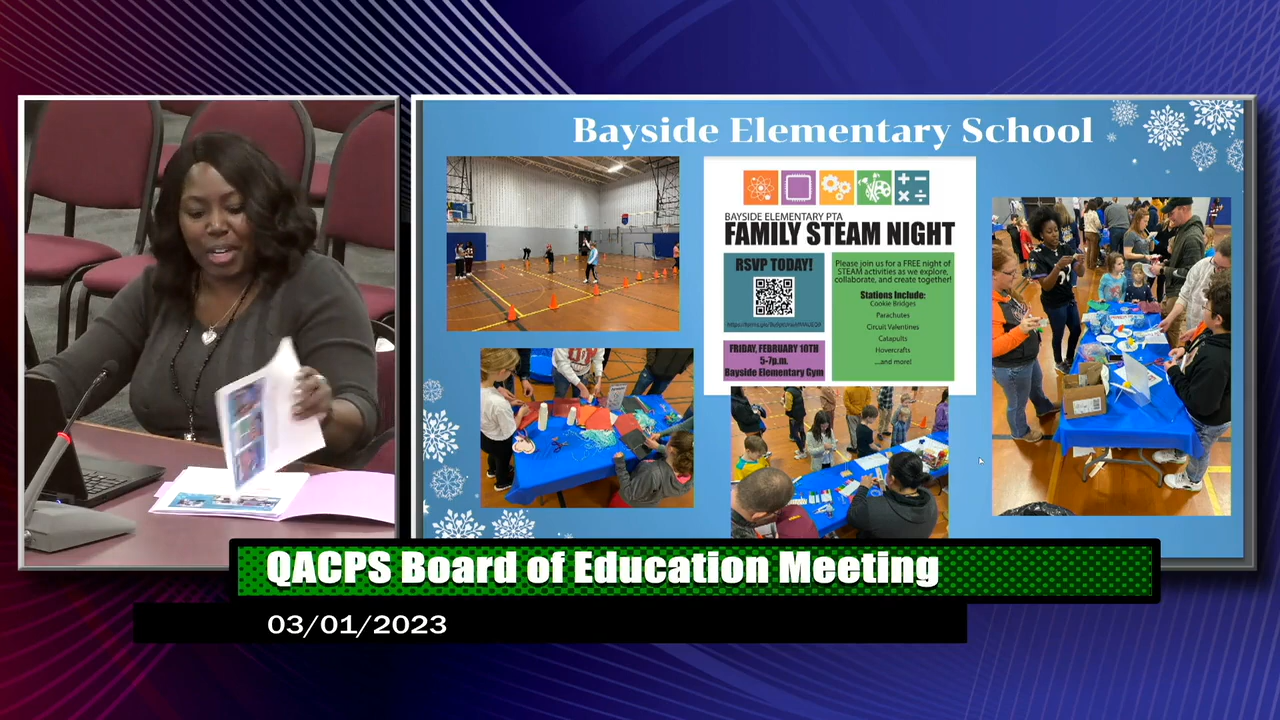 Bayside Elementary School
BAYSIDE ELEMENTARY PTA
FAMILY STEAM NIGHT
RSVP TODAY!
Please join us for a FREE night of
STEAM activities as we explore,
collaborate, and create together!
Stations Include:
Cookie Bridges
Parachutes
Circuit Valentines
Catapults
Hovercrafts
...and more!
FRIDAY, FEBRUARY 10TH
5-7p.m.
Bayside Elementary Gym
QACPS Board of Education Meeting
03/01/2023